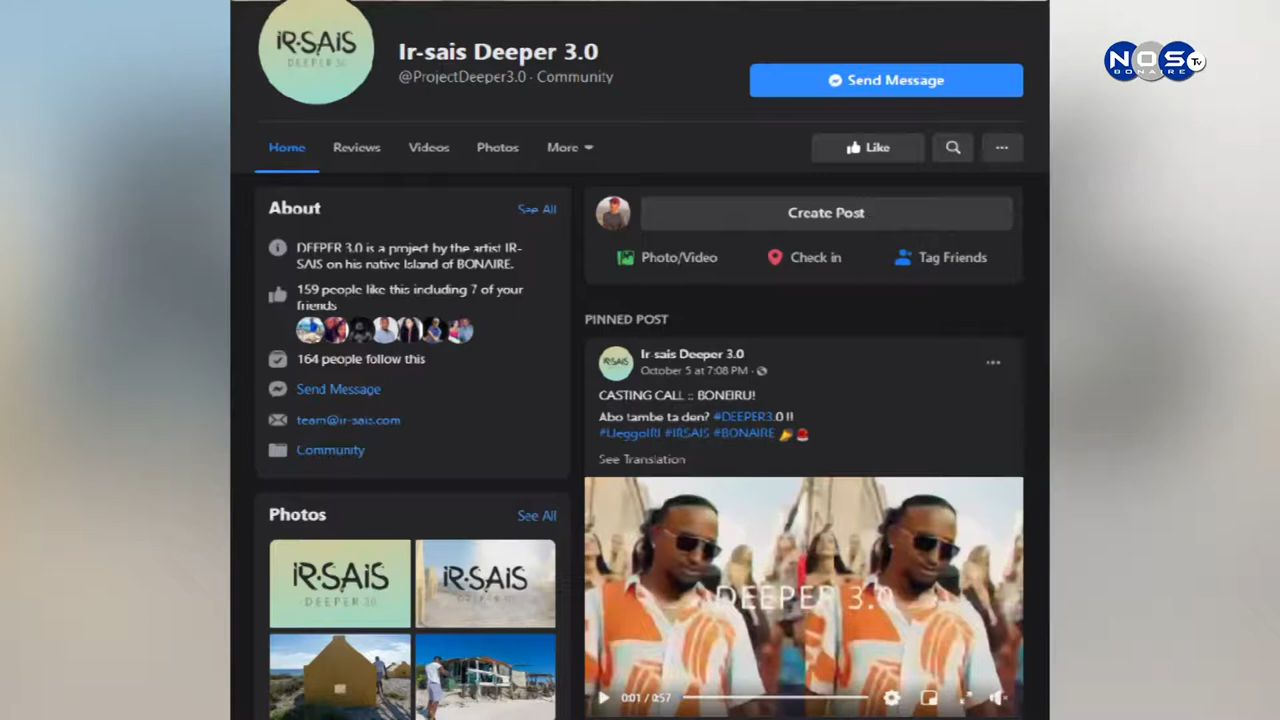 iR•SAiS
DEEPER 3.0
Ir-sais Deeper 3.0
@ProjectDeeper3.0 · Community
Send Message
NOS Tv
BONAIRE
Home
Reviews
Videos
Photos
More
Like
About
See All
DEEPER 3.0 is a project by the artist IR-
SAIS on his native Island of BONAIRE.
159 people like this including 7 of your
friends
164 people follow this
Send Message
team@ir-sais.com
Community
Photos
See All
iR•SAiS
DEEPER 3.0
iR•SAiS
Create Post
Photo/Video
Check in
Tag Friends
PINNED POST
iR•SAiS
Ir-sais Deeper 3.0
October 5 at 7:08 PM ·
CASTING CALL :: BONEIRU!
Abo tambe ta den? #DEEPER3.0 !!
#LleggoIRI #IRSAIS #BONAIRE
See Translation
DEEPER 3.0
0:01 / 0:57